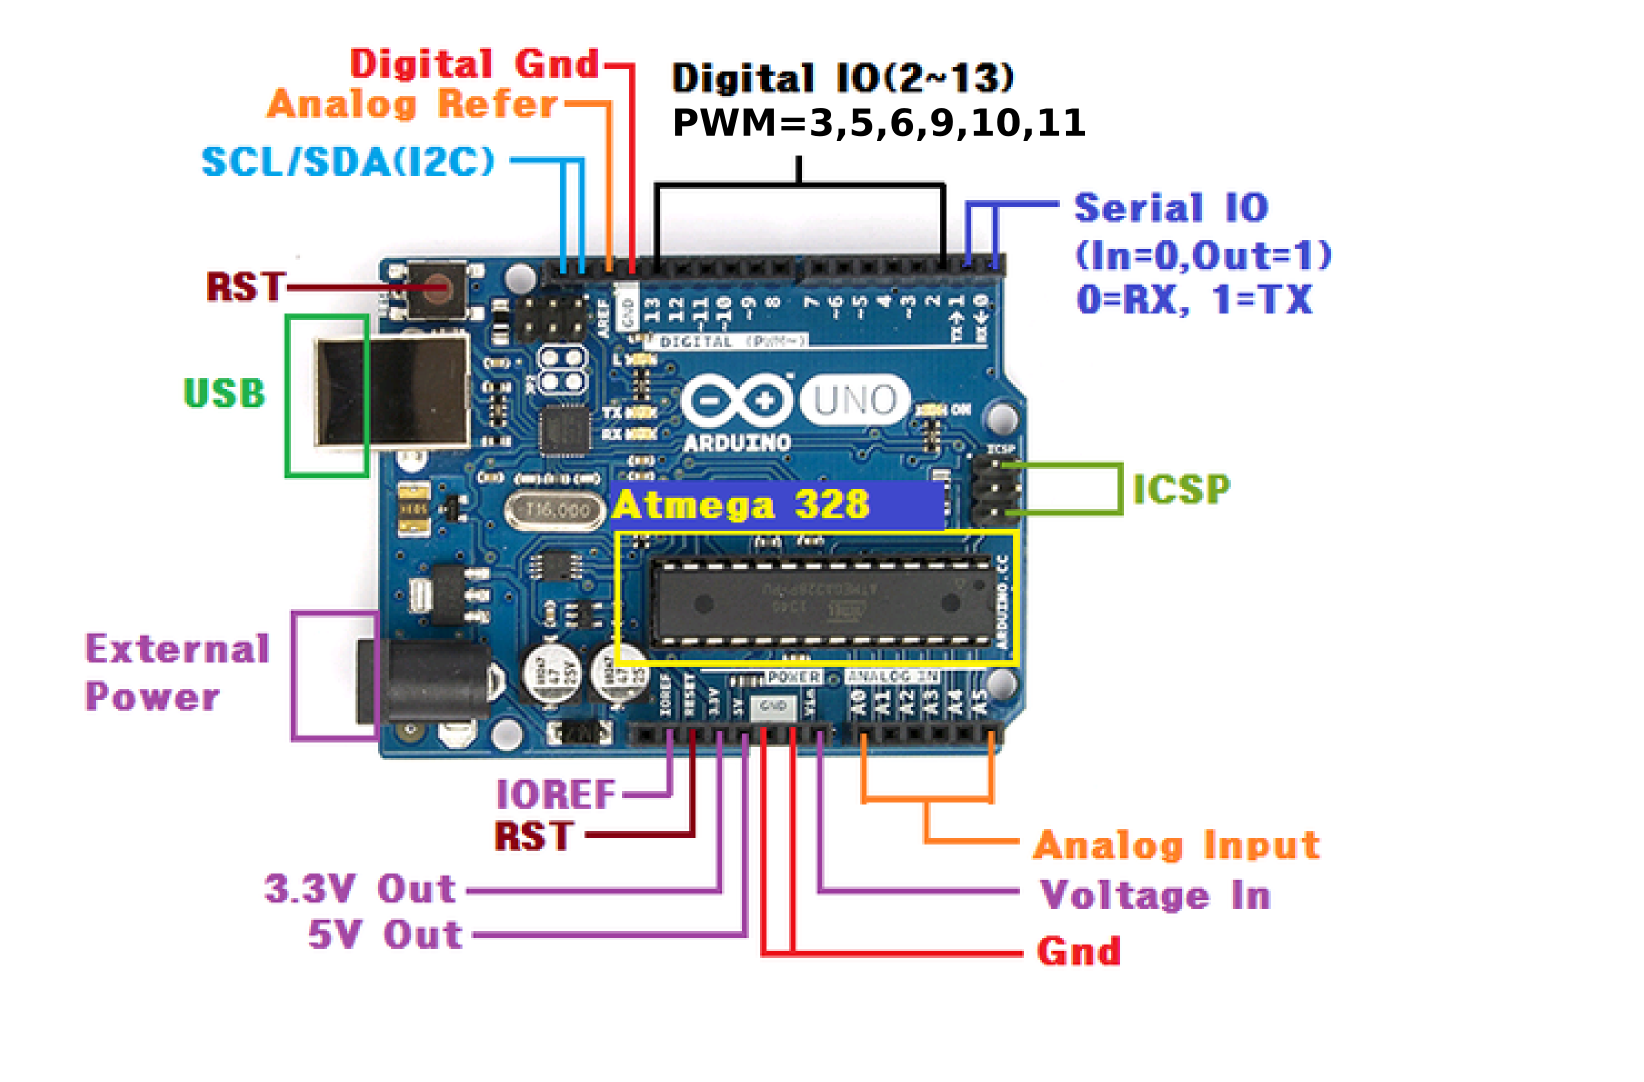 Digital Gnd
Analog Refer
SCL/SDA(I2C)
Digital IO(2~13)
PWM=3,5,6,9,10,11
Serial IO
(In=0,Out=1)
0=RX, 1=TX
RST
USB
AREF
GND
13
12
~11
~10
~9
8
7
~6
~5
4
~3
2
TX→1
RX←0
DIGITAL (PWM~)
L
TX
RX
ARDUINO
UNO
ON
ICSP
ICSP
T16.000
Atmega 328
ARDUINO.CC
External
Power
47
25V
47
25V
IOREF
RESET
3.3V
5V
POWER
GND
Vin
ANALOG IN
A0
A1
A2
A3
A4
A5
IOREF
RST
3.3V Out
5V Out
Analog Input
Voltage In
Gnd